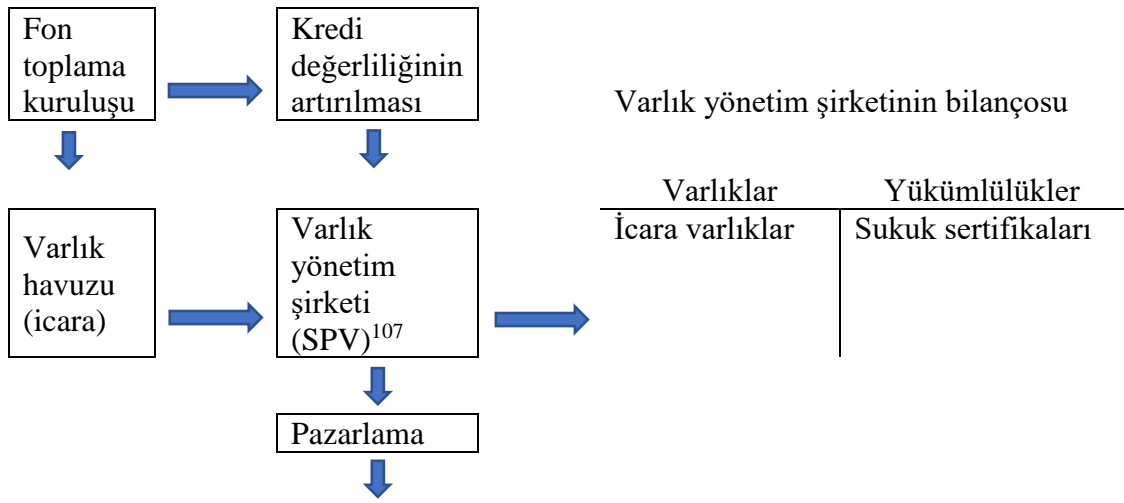 Fon
toplama
kuruluşu
Kredi
değerliliğinin
artırılması
Varlık yönetim şirketinin bilançosu
Varlıklar
Yükümlülükler
İcara varlıklar
Sukuk sertifikaları
Varlık
havuzu
(icara)
Varlık
yönetim
şirketi
(SPV)107
Pazarlama